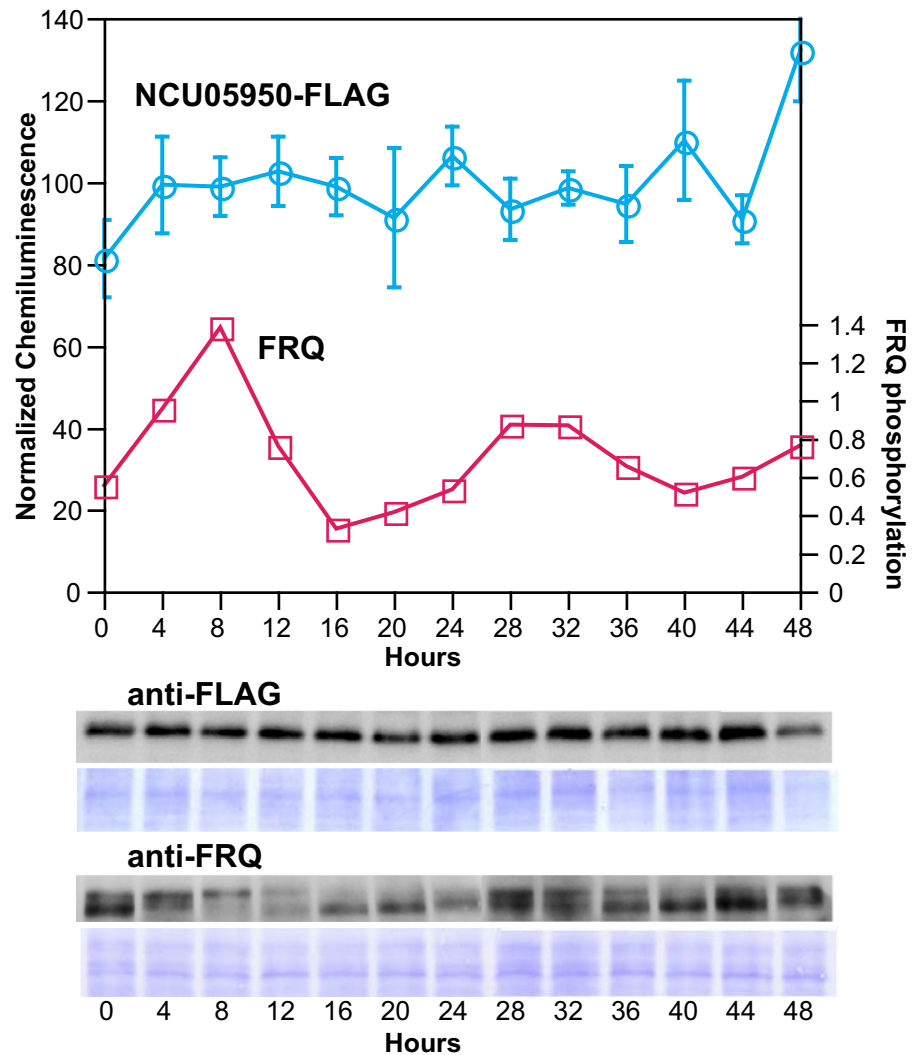 140
120
100
80
60
40
20
0
Normalized Chemiluminescence
NCU05950-FLAG
FRQ
1.4
1.2
1
0.8
0.6
0.4
0.2
0
FRQ phosphorylation
0 4 8 12 16 20 24 28 32 36 40 44 48
Hours
anti-FLAG
anti-FRQ
0 4 8 12 16 20 24 28 32 36 40 44 48
Hours